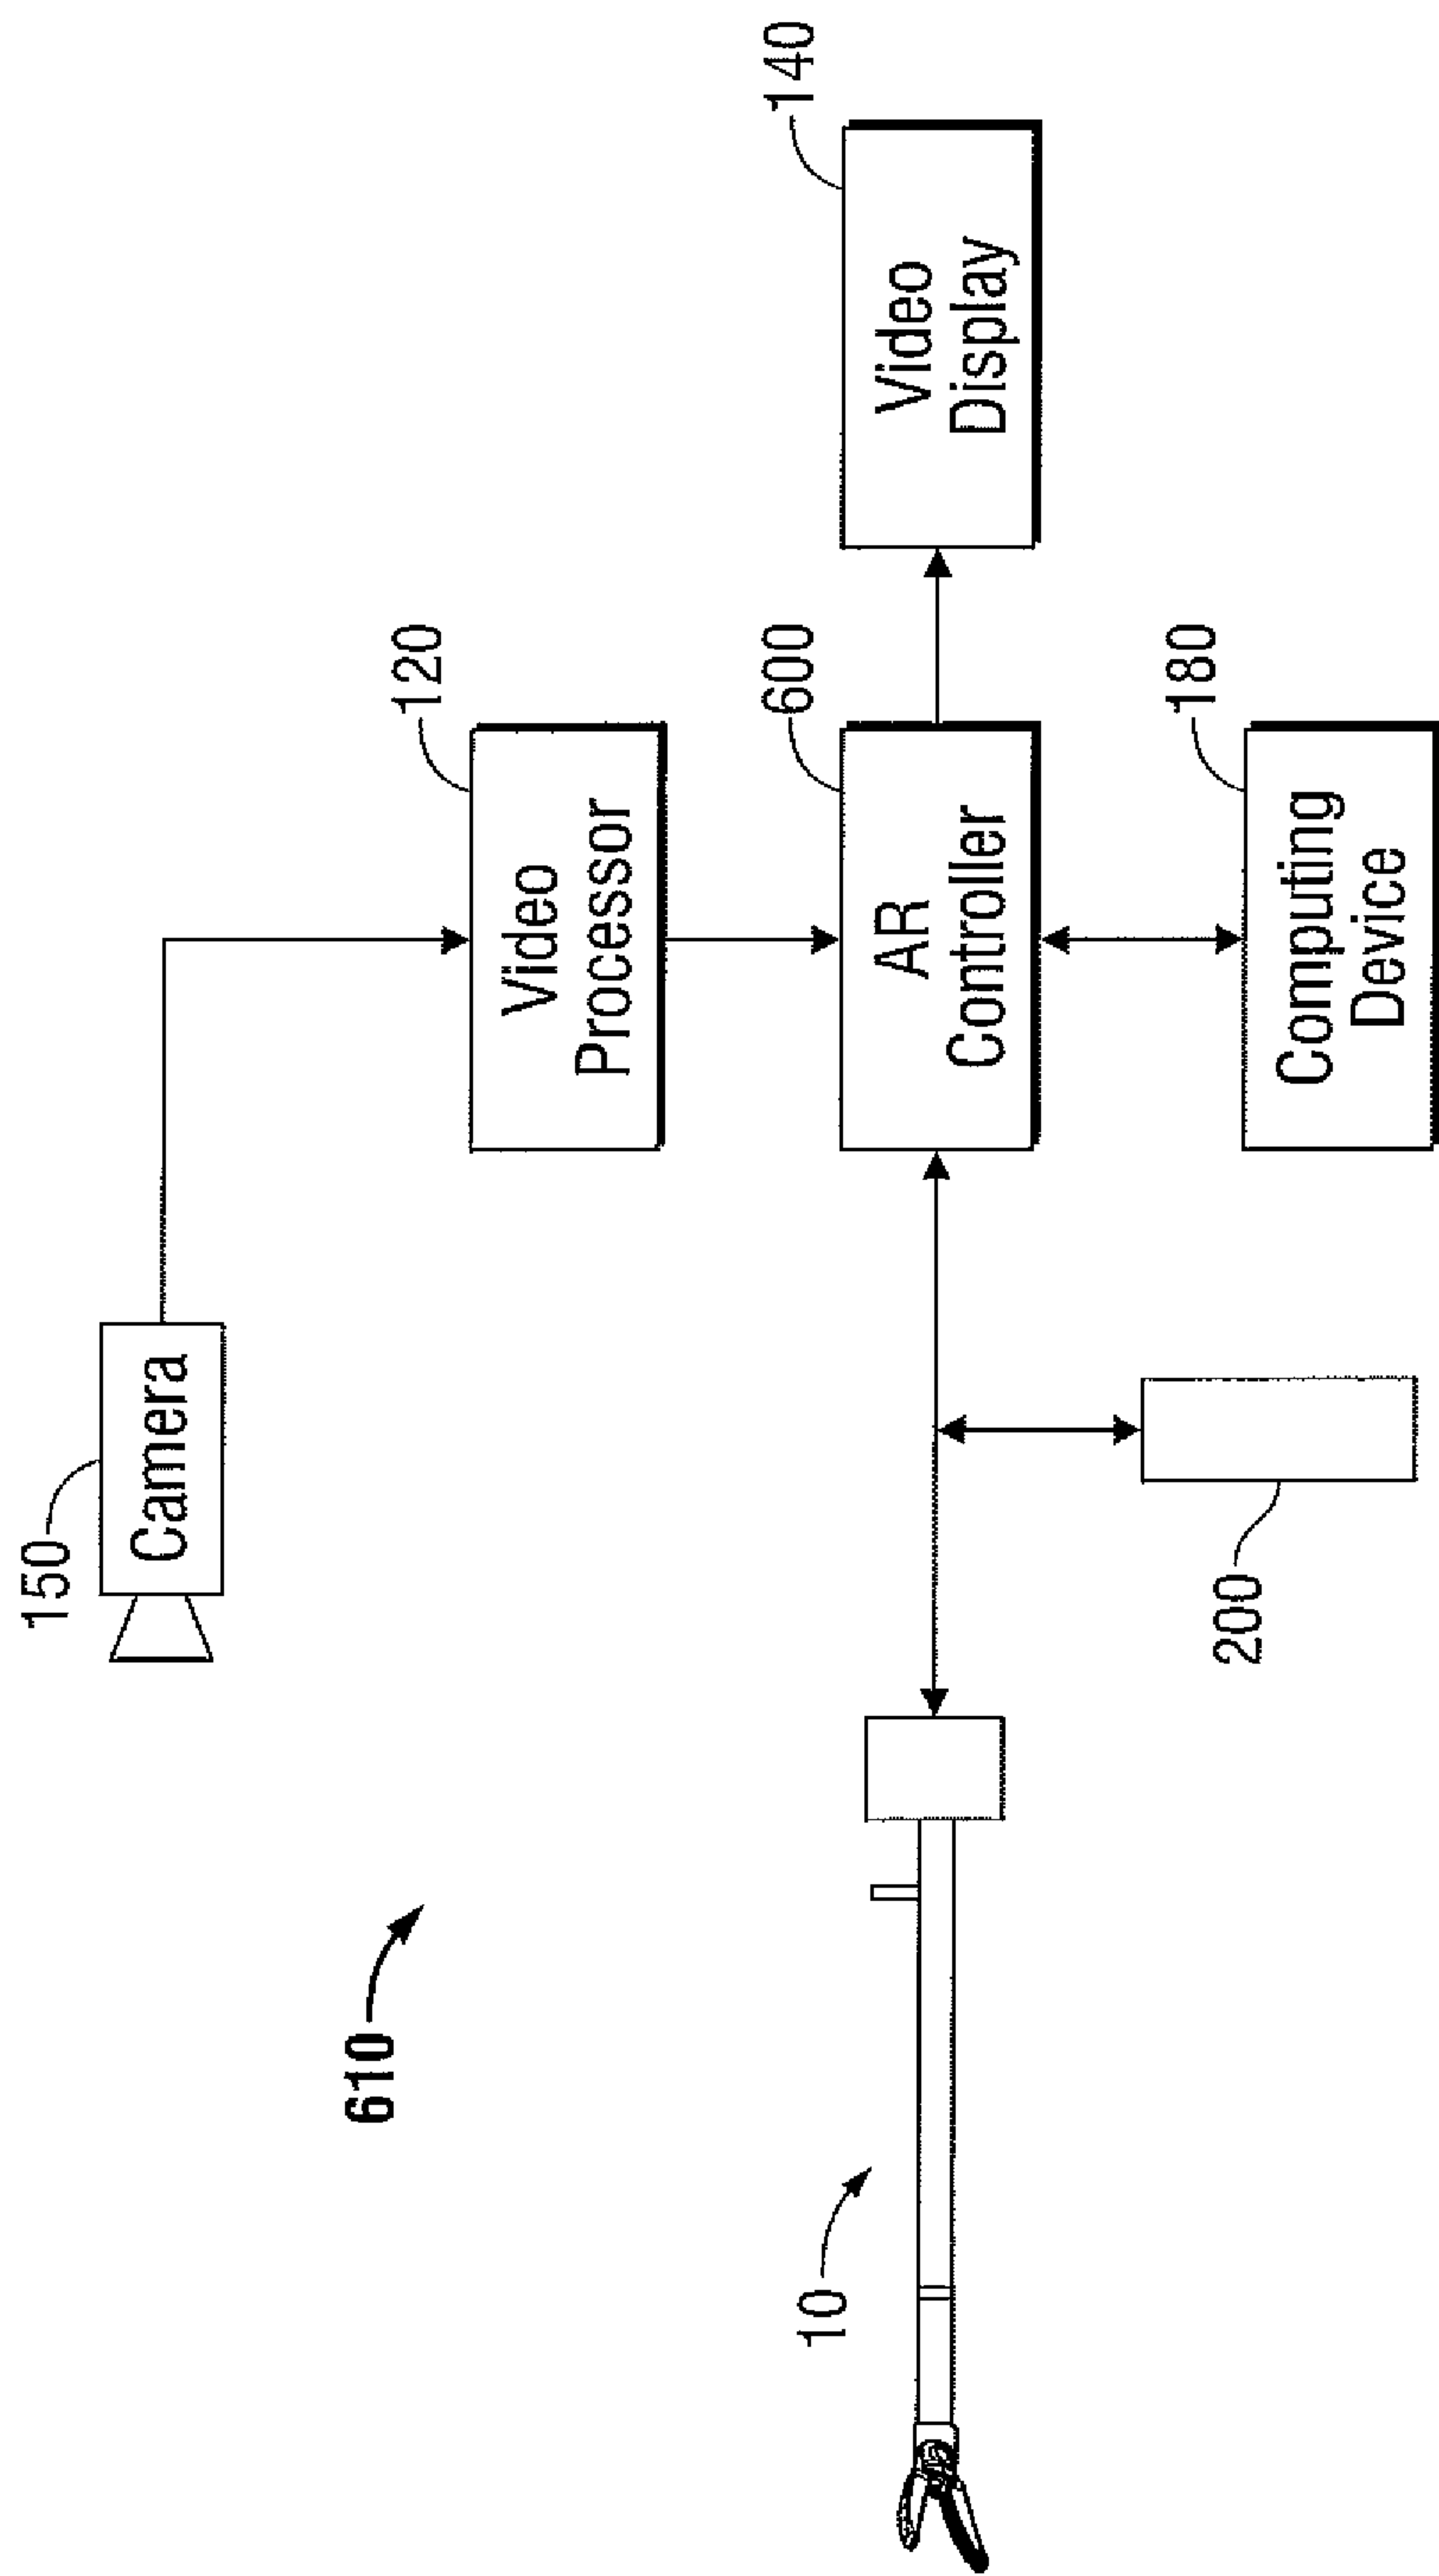 150
Camera
120
Video
Processor
610
140
Video
Display
600
AR
Controller
10
180
Computing
Device
200